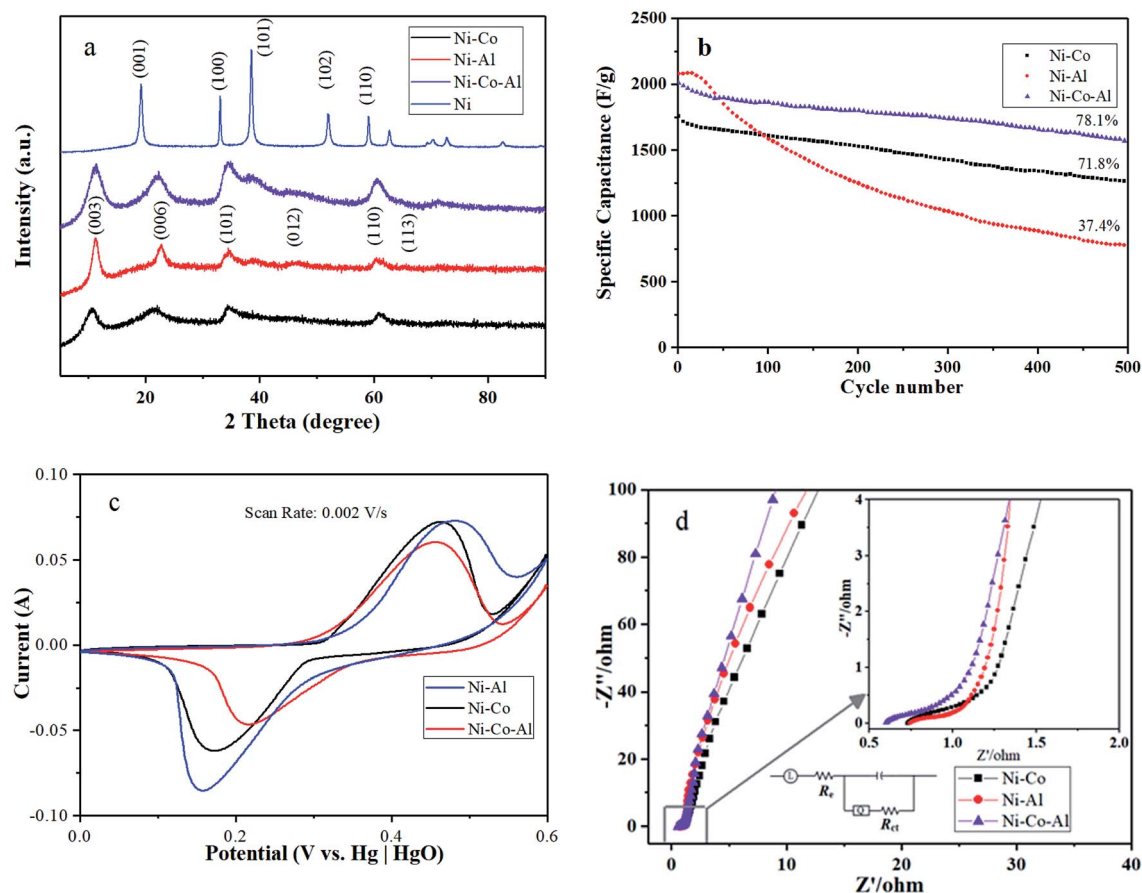 a
Ni-Co
Ni-Al
Ni-Co-Al
Ni
(001)
(100)
(101)
(102)
(110)
(003)
(006)
(101)
(012)
(110)
(113)
Intensity (a.u.)
20
40
60
80
2 Theta (degree)
b
Ni-Co
Ni-Al
Ni-Co-Al
2500
2000
1500
1000
500
0
78.1%
71.8%
37.4%
Specific Capacitance (F/g)
0
100
200
300
400
500
Cycle number
c
Scan Rate: 0.002 V/s
0.10
0.05
0.00
-0.05
-0.10
Current (A)
Ni-Al
Ni-Co
Ni-Co-Al
0.0
0.2
0.4
0.6
Potential (V vs. Hg | HgO)
d
100
80
60
40
20
0
-Z''/ohm
4
3
2
1
0
-Z''/ohm
0.5
1.0
1.5
2.0
Z'/ohm
L
Re
Q
Rct
Ni-Co
Ni-Al
Ni-Co-Al
0
10
20
30
40
Z'/ohm